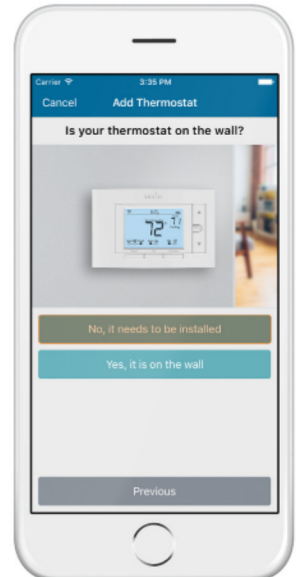 Carrier 3:35 PM
Cancel Add Thermostat
Is your thermostat on the wall?
72°
No, it needs to be installed
Yes, it is on the wall
Previous